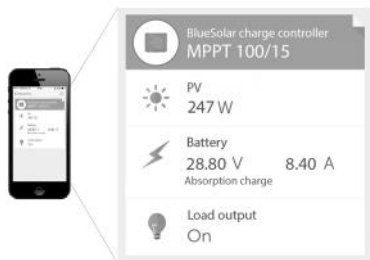 BlueSolar charge controller
MPPT 100/15
PV
247 W
Battery
28.80 V 8.40 A
Absorption charge
Load output
On